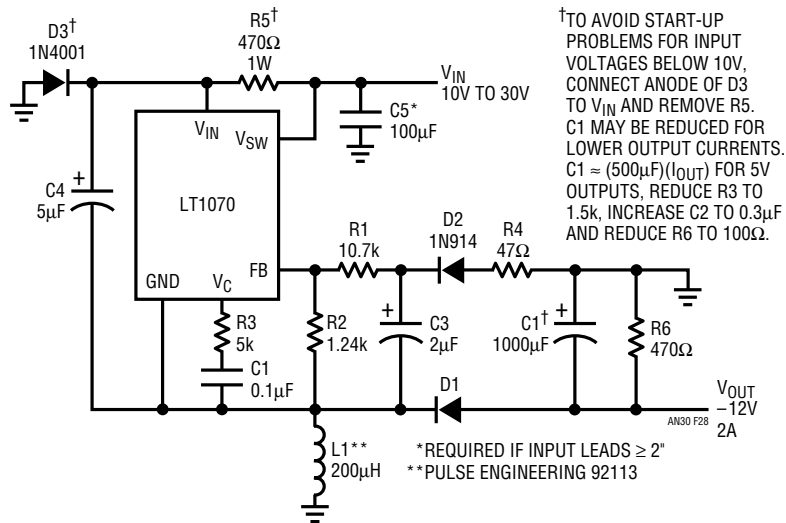 D3†
1N4001
R5†
470Ω
1W
VIN
10V TO 30V
C5*
100µF
†TO AVOID START-UP
PROBLEMS FOR INPUT
VOLTAGES BELOW 10V,
CONNECT ANODE OF D3
TO VIN AND REMOVE R5.
C1 MAY BE REDUCED FOR
LOWER OUTPUT CURRENTS.
C1 ≈ (500µF)(IOUT) FOR 5V
OUTPUTS, REDUCE R3 TO
1.5k, INCREASE C2 TO 0.3µF
AND REDUCE R6 TO 100Ω.
VIN
VSW
LT1070
GND
VC
FB
+
C4
5µF
R1
10.7k
D2
1N914
R4
47Ω
R3
5k
C1
0.1µF
R2
1.24k
+
C3
2µF
+
C1†
1000µF
R6
470Ω
D1
VOUT
–12V
2A
AN30 F28
L1**
200µH
*REQUIRED IF INPUT LEADS ≥ 2"
**PULSE ENGINEERING 92113